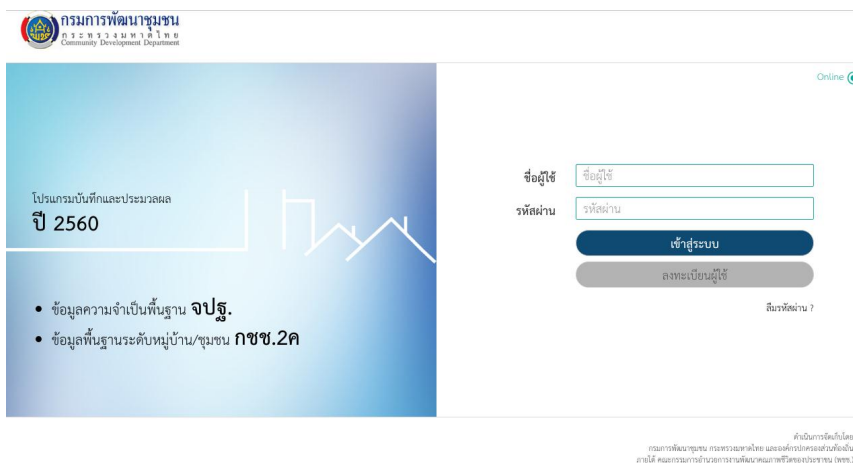 กรมการพัฒนาชุมชน
กระทรวงมหาดไทย
Community Development Department
Online
โปรแกรมบันทึกและประมวลผล
ปี 2560
ข้อมูลความจำเป็นพื้นฐาน จปฐ.
ข้อมูลพื้นฐานระดับหมู่บ้าน/ชุมชน กชช.2ค
ชื่อผู้ใช้ ชื่อผู้ใช้
รหัสผ่าน รหัสผ่าน
เข้าสู่ระบบ
ลงทะเบียนผู้ใช้
ลืมรหัสผ่าน ?
ดำเนินการจัดเก็บโดย
กรมการพัฒนาชุมชน กระทรวงมหาดไทย และองค์กรปกครองส่วนท้องถิ่น
ภายใต้ คณะกรรมการอำนวยการงานพัฒนาคุณภาพชีวิตของประชาชน (พชช.)